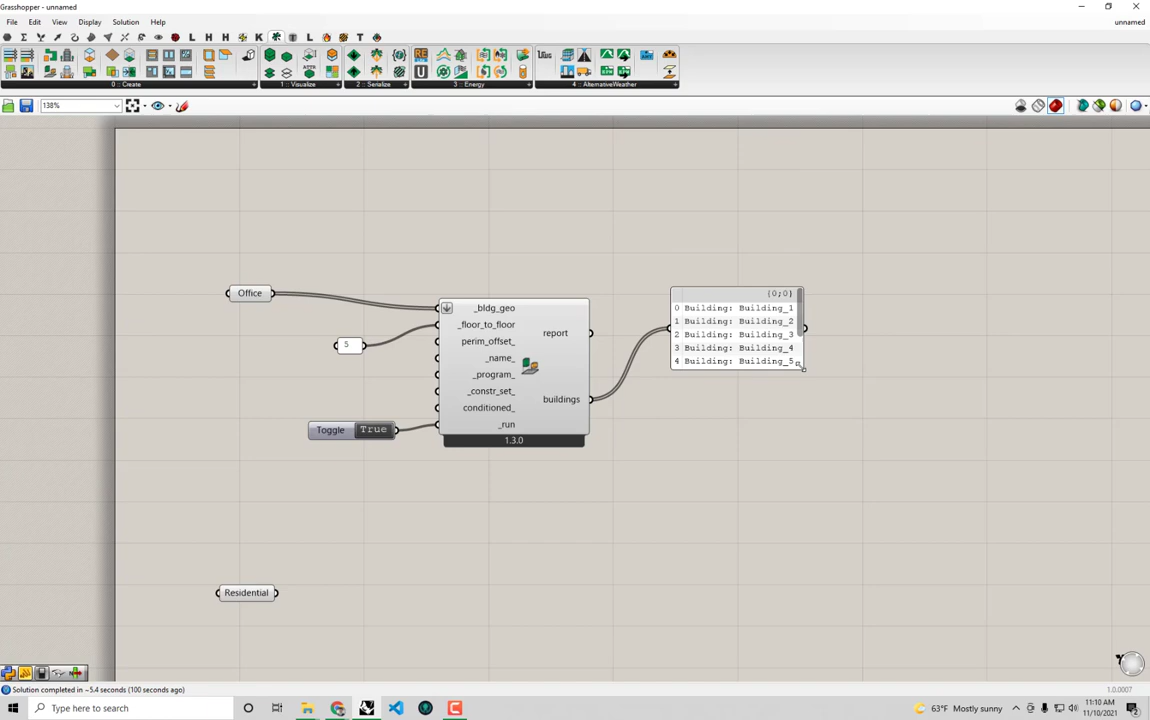 Grasshopper - unnamed
File Edit View Display Solution Help unnamed
L H H K L T
0 :: Create 1 :: Visualize 2 :: Serialize 3 :: Energy 4 :: AlternativeWeather
138%
Office
5
Toggle True
_bldg_geo
_floor_to_floor
perim_offset_
_name_
_program_
_constr_set_
conditioned_
_run
report
buildings
1.3.0
{0;0}
0 Building: Building_1
1 Building: Building_2
2 Building: Building_3
3 Building: Building_4
4 Building: Building_5
Residential
Solution completed in ~5.4 seconds (100 seconds ago) 1.0.0007
Type here to search
63°F Mostly sunny
11:10 AM
11/10/2021
2